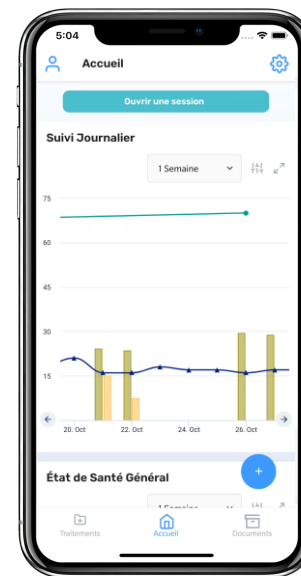 5:04
Accueil
Ouvrir une session
Suivi Journalier
1 Semaine
75
60
45
30
15
20. Oct
22. Oct
24. Oct
26. Oct
État de Santé Général
1 Semaine
Traitements
Accueil
Documents